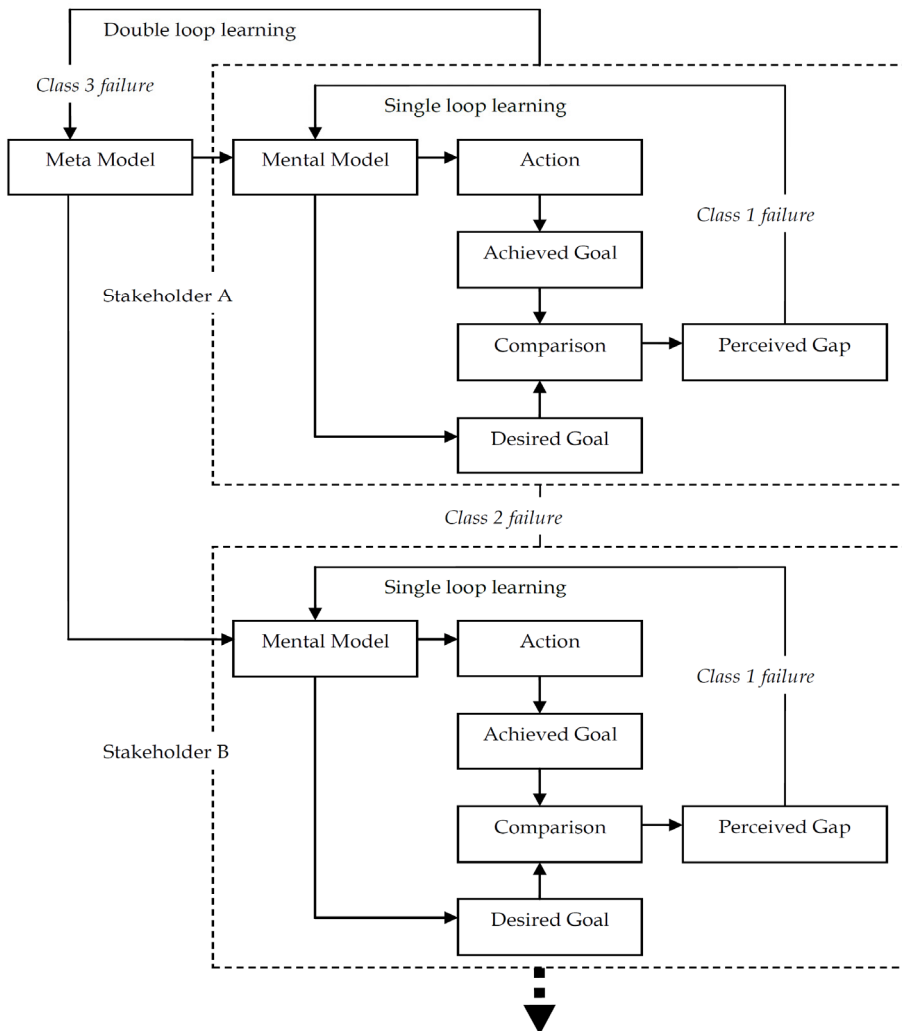 Double loop learning
Class 3 failure
Single loop learning
Meta Model
Mental Model
Action
Class 1 failure
Achieved Goal
Stakeholder A
Comparison
Perceived Gap
Desired Goal
Class 2 failure
Single loop learning
Mental Model
Action
Class 1 failure
Achieved Goal
Stakeholder B
Comparison
Perceived Gap
Desired Goal